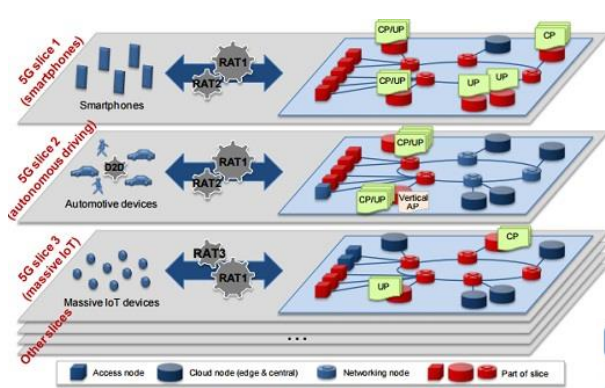 5G slice 1
(smartphones)
Smartphones
RAT1
RAT2
CP/UP
CP
CP/UP
UP
UP
5G slice 2
(autonomous driving)
D2D
Automotive devices
RAT1
RAT2
CP/UP
CP/UP
Vertical
AP
5G slice 3
(massive IoT)
Massive IoT devices
RAT3
RAT1
CP
UP
Other slices
...
Access node
Cloud node (edge & central)
Networking node
Part of slice